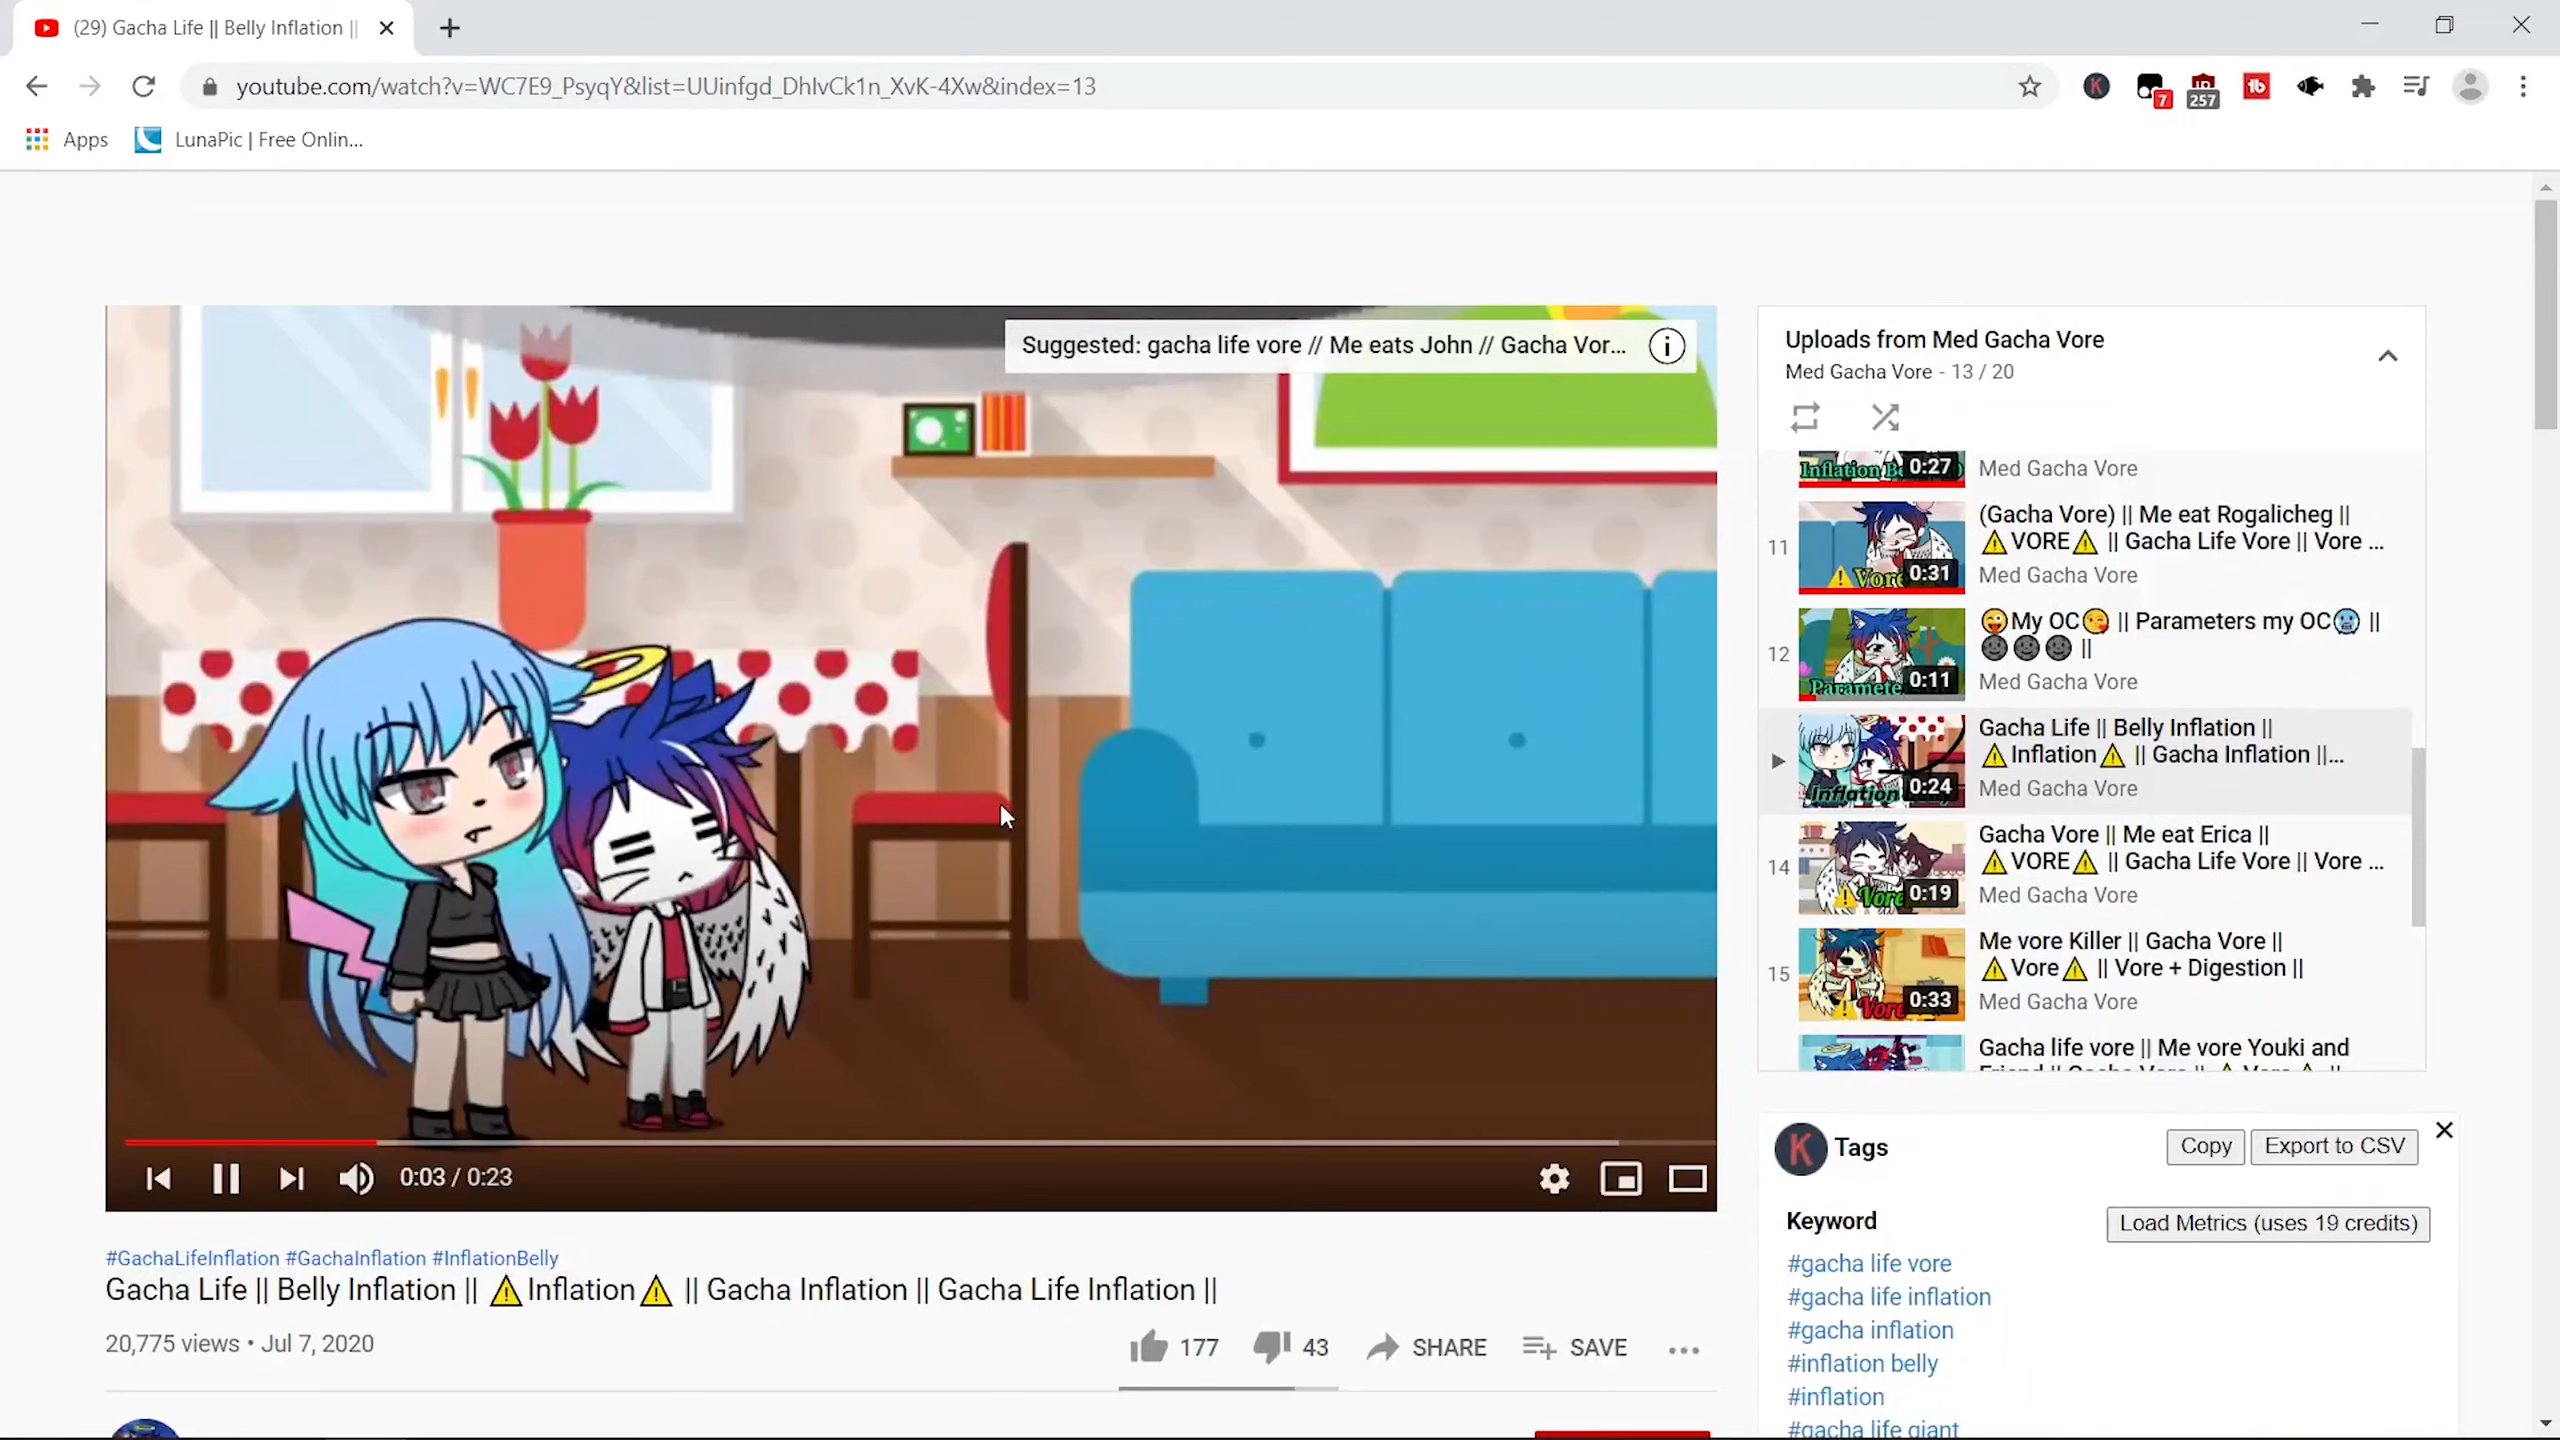 (29) Gacha Life || Belly Inflation ||
youtube.com/watch?v=WC7E9_PsyqY&list=UUinfgd_DhIvCk1n_XvK-4Xw&index=13
7
257
Apps
LunaPic | Free Onlin...
Suggested: gacha life vore // Me eats John // Gacha Vor...
Uploads from Med Gacha Vore
Med Gacha Vore - 13 / 20
0:27
Med Gacha Vore
11
0:31
(Gacha Vore) || Me eat Rogalicheg ||
⚠VORE⚠ || Gacha Life Vore || Vore ...
Med Gacha Vore
12
0:11
😜My OC😘 || Parameters my OC🥶 ||
🌚🌚🌚 ||
Med Gacha Vore
Inflation
0:24
Gacha Life || Belly Inflation ||
⚠Inflation⚠ || Gacha Inflation ||...
Med Gacha Vore
14
Vore
0:19
Gacha Vore || Me eat Erica ||
⚠VORE⚠ || Gacha Life Vore || Vore ...
Med Gacha Vore
15
Vore
0:33
Me vore Killer || Gacha Vore ||
⚠Vore⚠ || Vore + Digestion ||
Med Gacha Vore
Gacha life vore || Me vore Youki and
0:03 / 0:23
K Tags
Copy
Export to CSV
Keyword
Load Metrics (uses 19 credits)
#gacha life vore
#gacha life inflation
#gacha inflation
#inflation belly
#inflation
#gacha life giant
#GachaLifeInflation #GachaInflation #InflationBelly
Gacha Life || Belly Inflation || ⚠Inflation⚠ || Gacha Inflation || Gacha Life Inflation ||
20,775 views • Jul 7, 2020
177
43
SHARE
SAVE